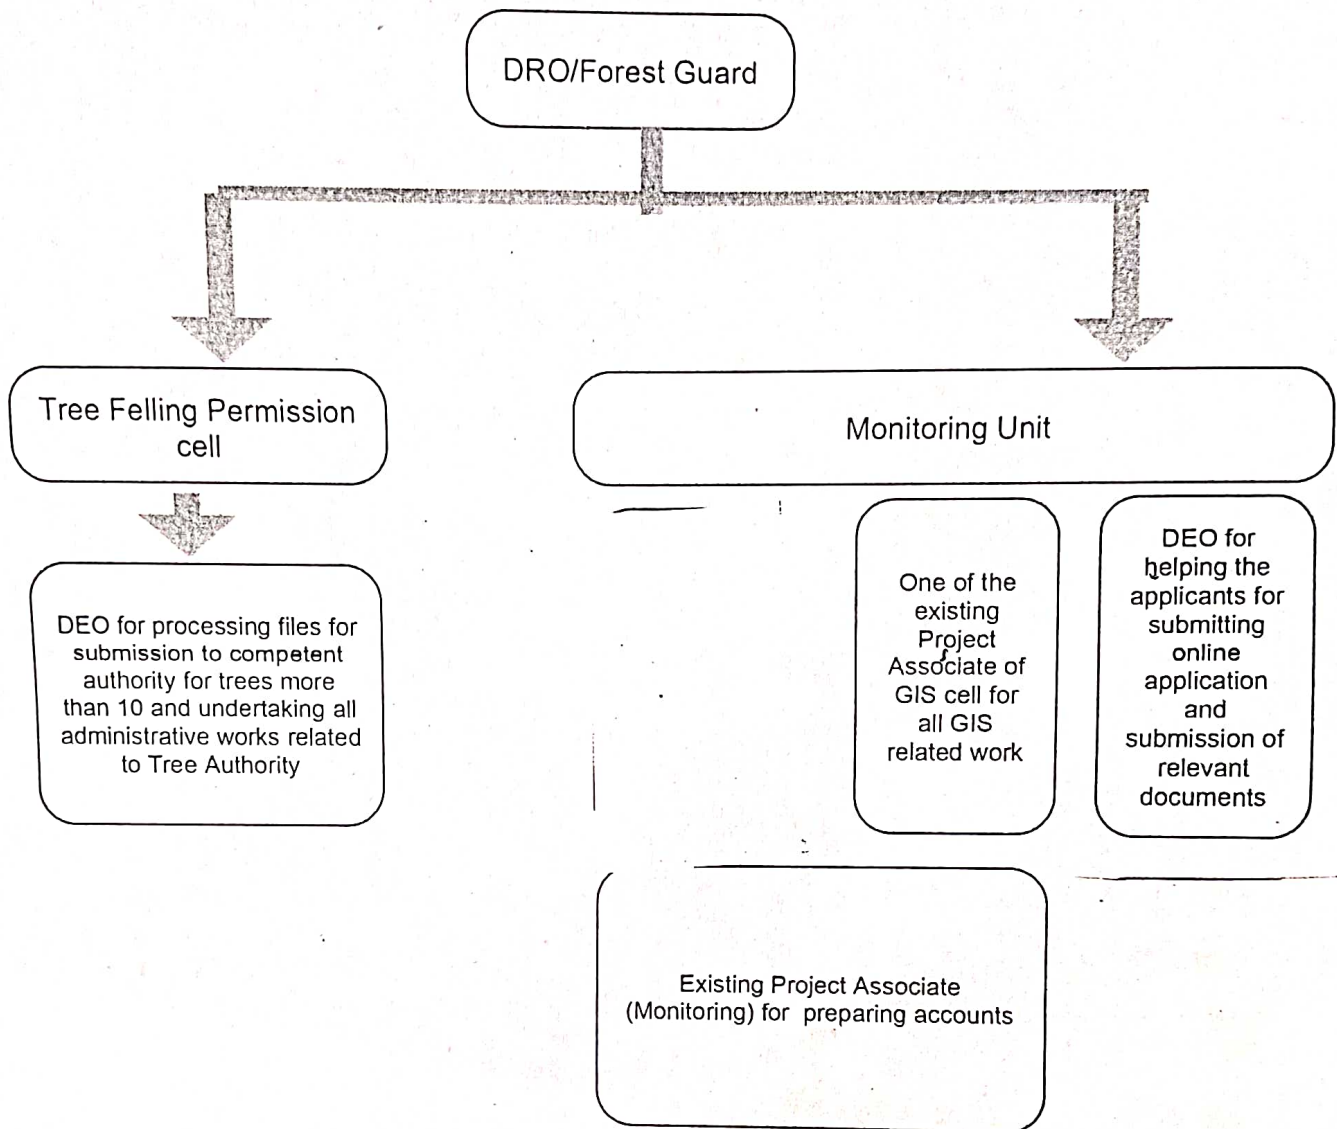 DRO/Forest Guard
Tree Felling Permission
cell
Monitoring Unit
DEO for processing files for
submission to competent
authority for trees more
than 10 and undertaking all
administrative works related
to Tree Authority
One of the
existing
Project
Associate of
GIS cell for
all GIS
related work
DEO for
helping the
applicants for
submitting
online
application
and
submission of
relevant
documents
Existing Project Associate
(Monitoring) for preparing accounts